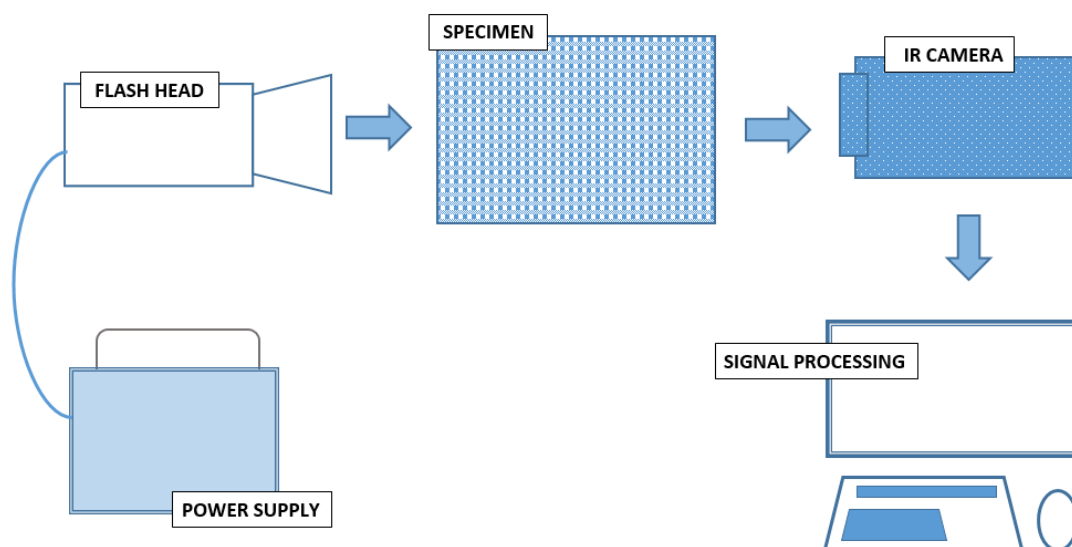 SPECIMEN
IR CAMERA
FLASH HEAD
SIGNAL PROCESSING
POWER SUPPLY